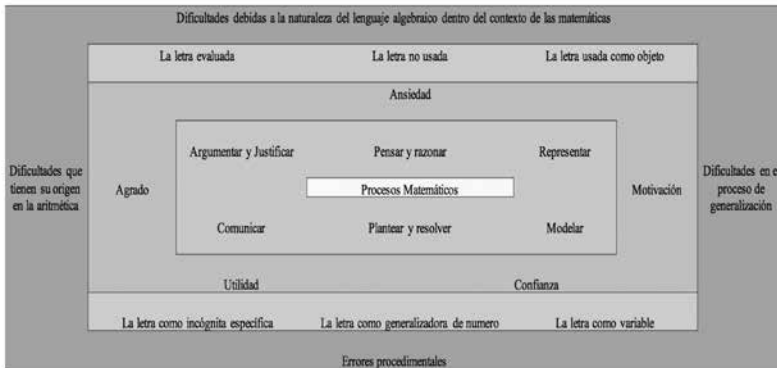 Dificultades debidas a la naturaleza del lenguaje algebraico dentro del contexto de las matemáticas
La letra evaluada
La letra no usada
La letra usada como objeto
Ansiedad
Argumentar y Justificar
Pensar y razonar
Representar
Dificultades que
tienen su origen
en la aritmética
Agrado
Procesos Matemáticos
Motivación
Dificultades en e
proceso de
generalización
Comunicar
Plantear y resolver
Modelar
Utilidad
Confianza
La letra como incógnita específica
La letra como generalizadora de numero
La letra como variable
Errores procedimentales